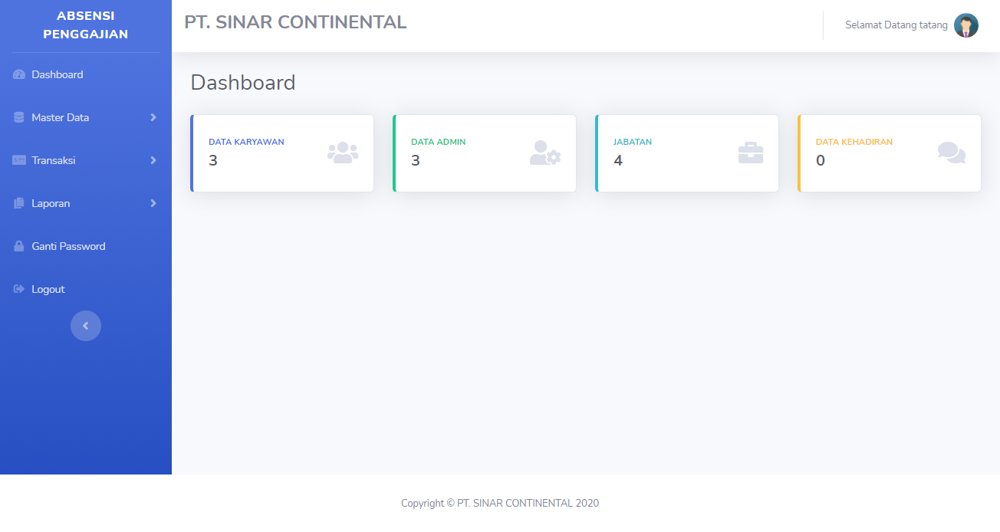 ABSENSI
PENGGAJIAN
Dashboard
Master Data
Transaksi
Laporan
Ganti Password
Logout
PT. SINAR CONTINENTAL
Selamat Datang tatang
Dashboard
DATA KARYAWAN
3
DATA ADMIN
3
JABATAN
4
DATA KEHADIRAN
0
Copyright © PT. SINAR CONTINENTAL 2020